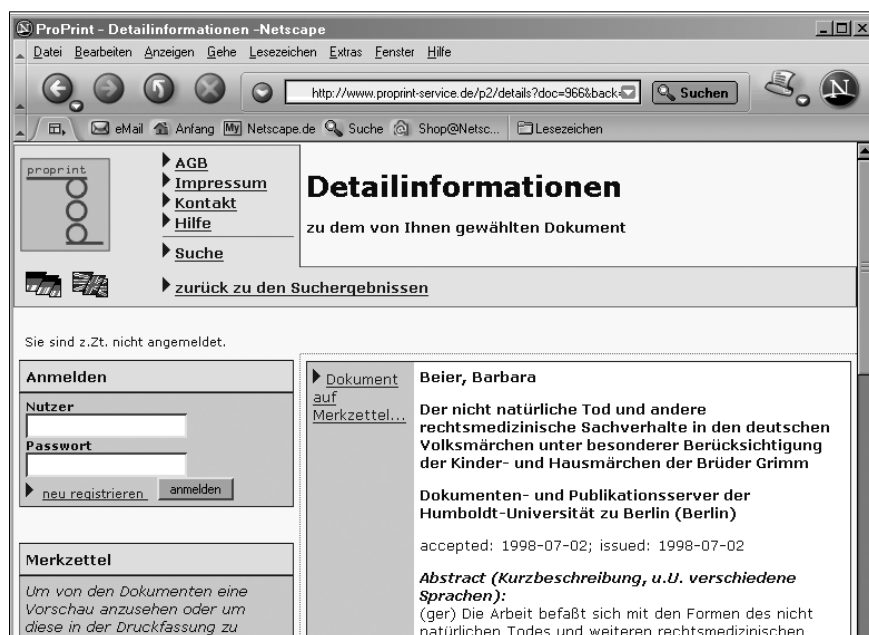 ProPrint - Detailinformationen -Netscape
Datei Bearbeiten Anzeigen Gehe Lesezeichen Extras Fenster Hilfe
http://www.proprint-service.de/p2/details?doc=966&back=
Suchen
N
eMail Anfang My Netscape.de Suche Shop@Netsc... Lesezeichen
proprint
AGB
Impressum
Kontakt
Hilfe
Suche
Detailinformationen
zu dem von Ihnen gewählten Dokument
zurück zu den Suchergebnissen
Sie sind z.Zt. nicht angemeldet.
Anmelden
Nutzer
Passwort
neu registrieren anmelden
Merkzettel
Um von den Dokumenten eine
Vorschau anzusehen oder um
diese in der Druckfassung zu
Dokument
auf
Merkzettel...
Beier, Barbara
Der nicht natürliche Tod und andere
rechtsmedizinische Sachverhalte in den deutschen
Volksmärchen unter besonderer Berücksichtigung
der Kinder- und Hausmärchen der Brüder Grimm
Dokumenten- und Publikationsserver der
Humboldt-Universität zu Berlin (Berlin)
accepted: 1998-07-02; issued: 1998-07-02
Abstract (Kurzbeschreibung, u.U. verschiedene
Sprachen):
(ger) Die Arbeit befaßt sich mit den Formen des nicht
natürlichen Todes und weiteren rechtsmedizinischen